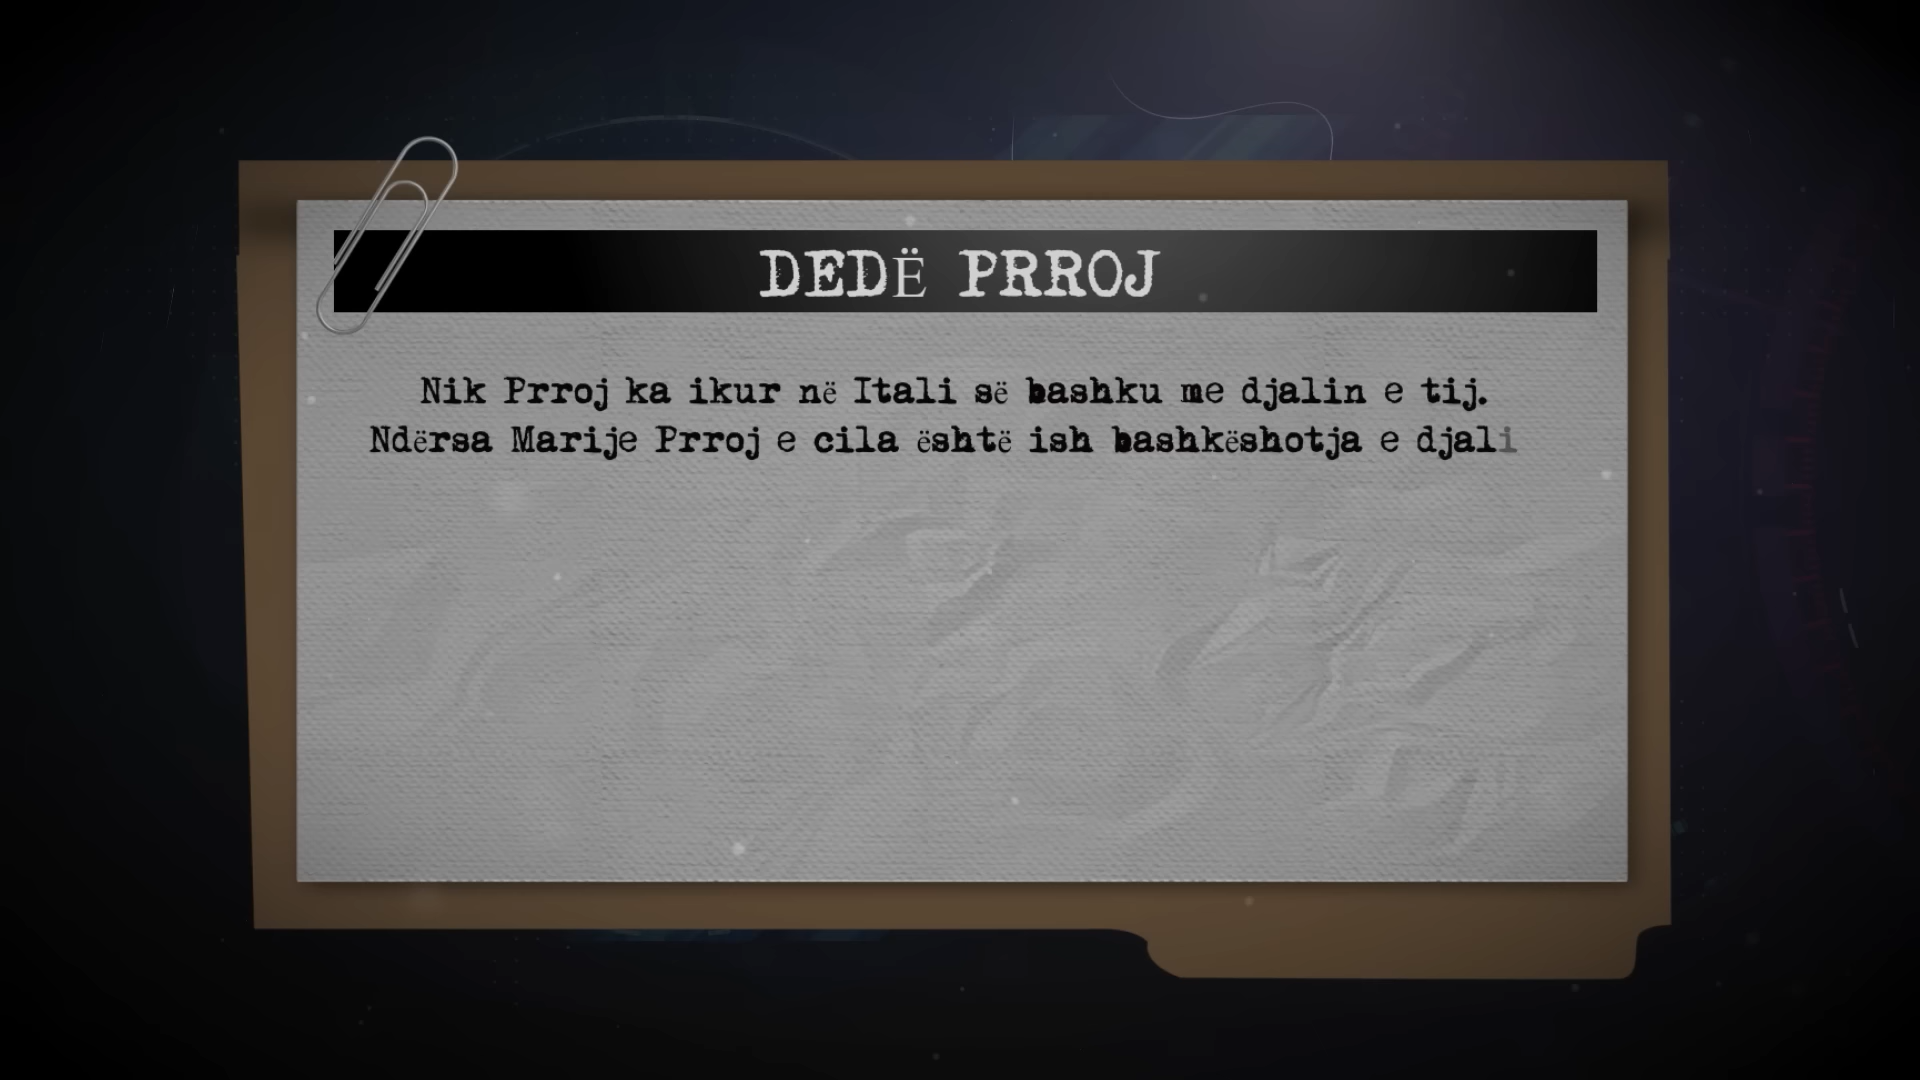 DEDË PRROJ
Nik Prroj ka ikur në Itali së bashku me djalin e tij.
Ndërsa Marije Prroj e cila është ish bashkëshotja e djali